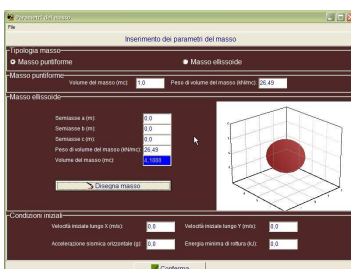 Parametri del masso
File
Inserimento dei parametri del masso
Tipologia masso
Masso puntiforme Masso ellissoide
Masso puntiforme
Volume del masso (mc) 1,0 Peso di volume del masso (kN/mc) 26,49
Masso ellissoide
Semiasse a (m) 0,0
Semiasse b (m) 0,0
Semiasse c (m) 0,0
Peso di volume del masso (kN/mc) 26,49
Volume del masso (mc)
Disegna masso
Condizioni iniziali
Velocità iniziale lungo X (m/s): 0,0 Velocità iniziale lungo Y (m/s): 0,0
Accelerazione sismica orizzontale (g): 0,0 Energia minima di rottura (kJ): 0,0
Conferma